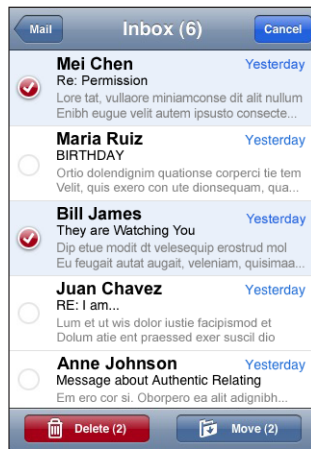 Mail
Inbox (6)
Cancel
Mei Chen
Yesterday
Re: Permission
Lore tat, vullaore miniamconse dit alit nullum
Enibh eugue velit autem ipsusto consecte...
Maria Ruiz
Yesterday
BIRTHDAY
Ortio dolendignim quationse corperci tie tem
Velit, quis exero con ute dionsequam, qua...
Bill James
Yesterday
They are Watching You
Dip etue modit dt velesequip erostrud mol
Eu feugait autat augait, veleniam, quisimaa...
Juan Chavez
Yesterday
RE: I am...
Lum et ut wis dolor iustie facipismod et
Dolum atie ent praessed exer suscil dio
Anne Johnson
Yesterday
Message about Authentic Relating
Em ero cor si. Oborpero ea alit adignibh...
Delete (2)
Move (2)